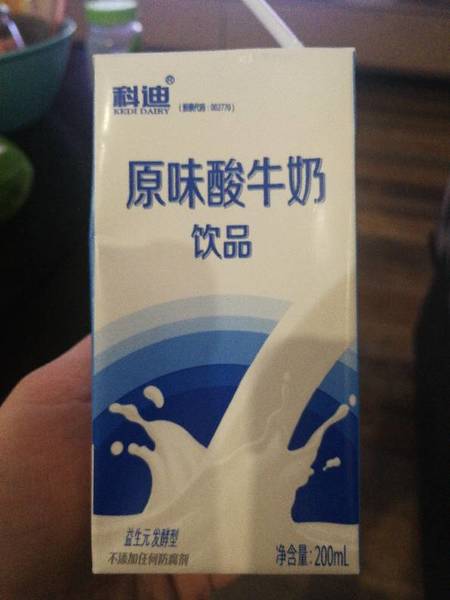 科迪®
KEDI DAIRY
(股票代码:002770)
原味酸牛奶
饮品
益生元发酵型
不添加任何防腐剂
净含量:200mL